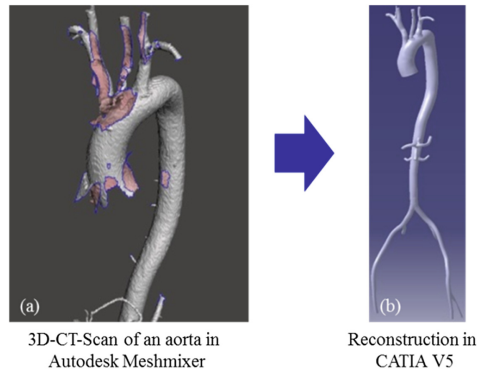 (a)
(b)
3D-CT-Scan of an aorta in
Autodesk Meshmixer
Reconstruction in
CATIA V5